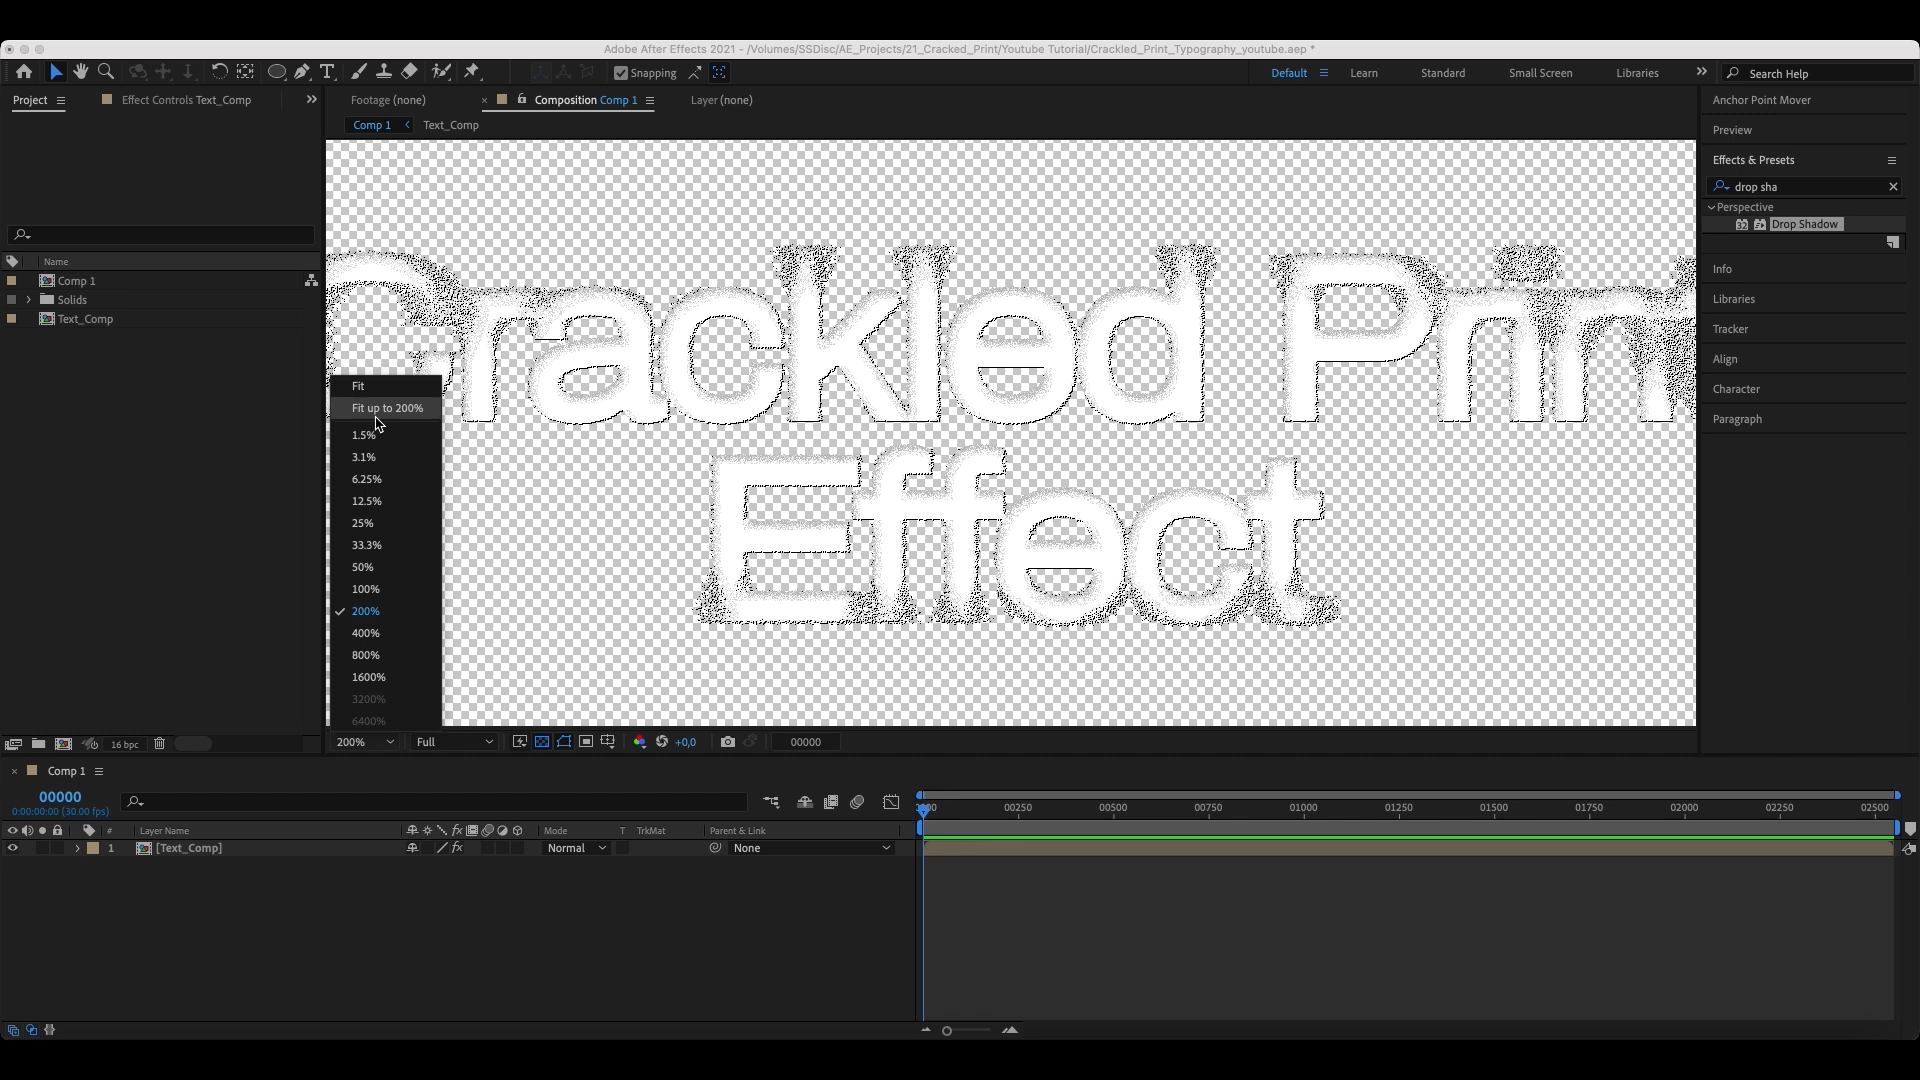 Adobe After Effects 2021 - /Volumes/SSDisc/AE_Projects/21_Cracked_Print/Youtube Tutorial/Crackled_Print_Typography_youtube.aep *
Snapping
Default
Learn
Standard
Small Screen
Libraries
Search Help
Project
Effect Controls Text_Comp
Footage (none)
Composition Comp 1
Layer (none)
Comp 1
Text_Comp
Name
Comp 1
Solids
Text_Comp
16 bpc
Crackled Print
Effect
Fit
Fit up to 200%
1.5%
3.1%
6.25%
12.5%
25%
33.3%
50%
100%
200%
400%
800%
1600%
3200%
6400%
200%
Full
+0,0
00000
Anchor Point Mover
Preview
Effects & Presets
drop sha
Perspective
32 Drop Shadow
Info
Libraries
Tracker
Align
Character
Paragraph
Comp 1
00000
0:00:00:00 (30.00 fps)
00250
00500
00750
01000
01250
01500
01750
02000
02250
02500
# Layer Name
fx
Mode
T TrkMat
Parent & Link
1 [Text_Comp]
fx
Normal
None